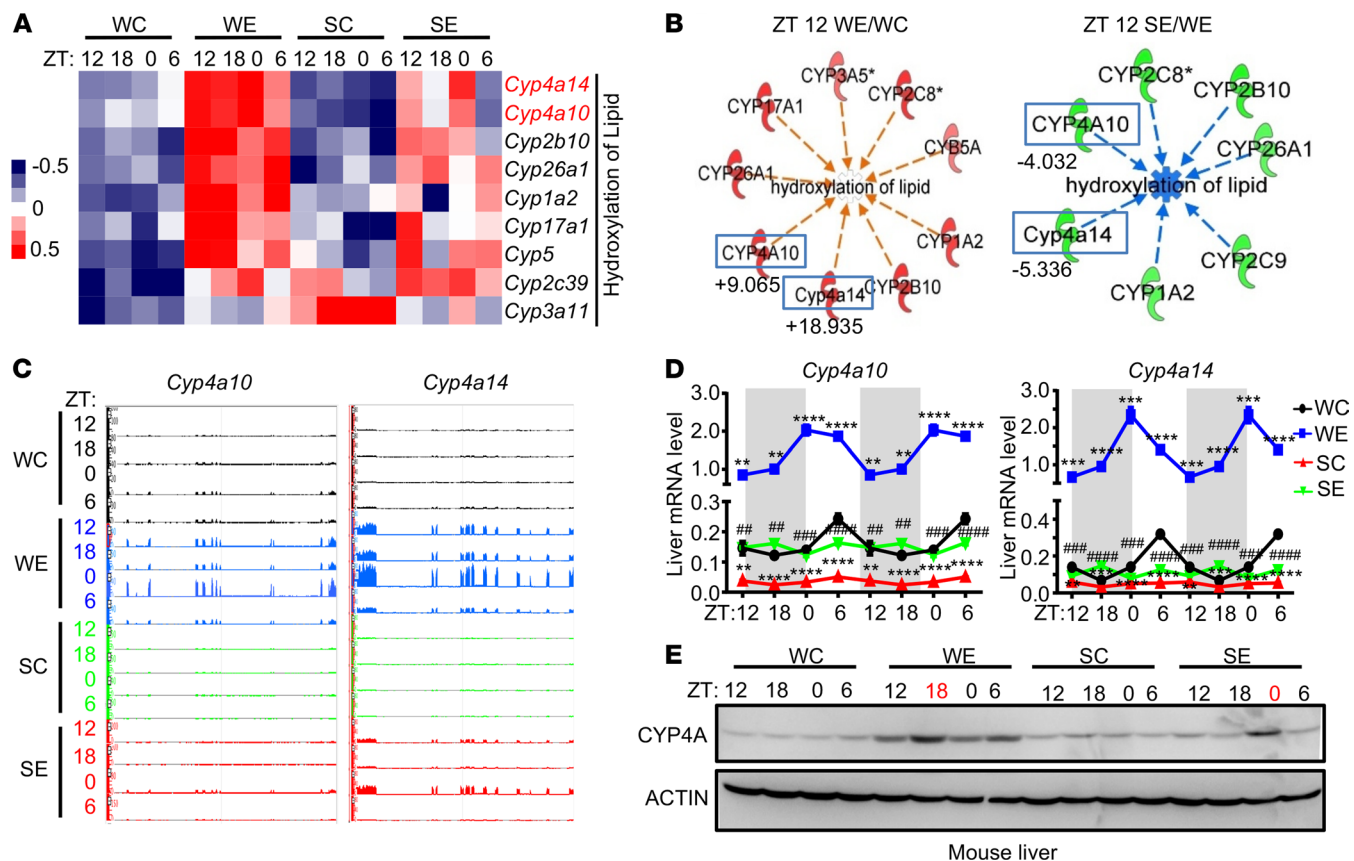 A
WC WE SC SE
ZT: 12 18 0 6 12 18 0 6 12 18 0 6 12 18 0 6
Cyp4a14
Cyp4a10
Cyp2b10
Cyp26a1
Cyp1a2
Cyp17a1
Cyp5
Cyp2c39
Cyp3a11
Hydroxylation of Lipid
-0.5
0
0.5
B
ZT 12 WE/WC
CYP3A5*
CYP2C8*
CYP17A1
CYB5A
CYP26A1
hydroxylation of lipid
CYP4A10
+9.065
CYP1A2
Cyp4a14
+18.935
CYP2B10
ZT 12 SE/WE
CYP2C8*
CYP2B10
CYP4A10
-4.032
CYP26A1
hydroxylation of lipid
Cyp4a14
-5.336
CYP2C9
CYP1A2
C
Cyp4a10 Cyp4a14
ZT:
WC
12
18
0
6
WE
12
18
0
6
SC
12
18
0
6
SE
12
18
0
6
D
Cyp4a10
Liver mRNA level
3.0
2.0
1.0
0.3
0.2
0.1
0.0
** ** **** **** ** ** **** ****
## ## ### #### ## ## ### ####
** **** **** **** ** **** **** ****
ZT: 12 18 0 6 12 18 0 6
Cyp4a14
Liver mRNA level
3.0
2.0
1.0
0.4
0.2
0.0
*** **** *** **** *** **** *** ****
### #### ### #### ### #### ### ####
ZT: 12 18 0 6 12 18 0 6
WC
WE
SC
SE
E
WC WE SC SE
ZT: 12 18 0 6 12 18 0 6 12 18 0 6 12 18 0 6
CYP4A
ACTIN
Mouse liver